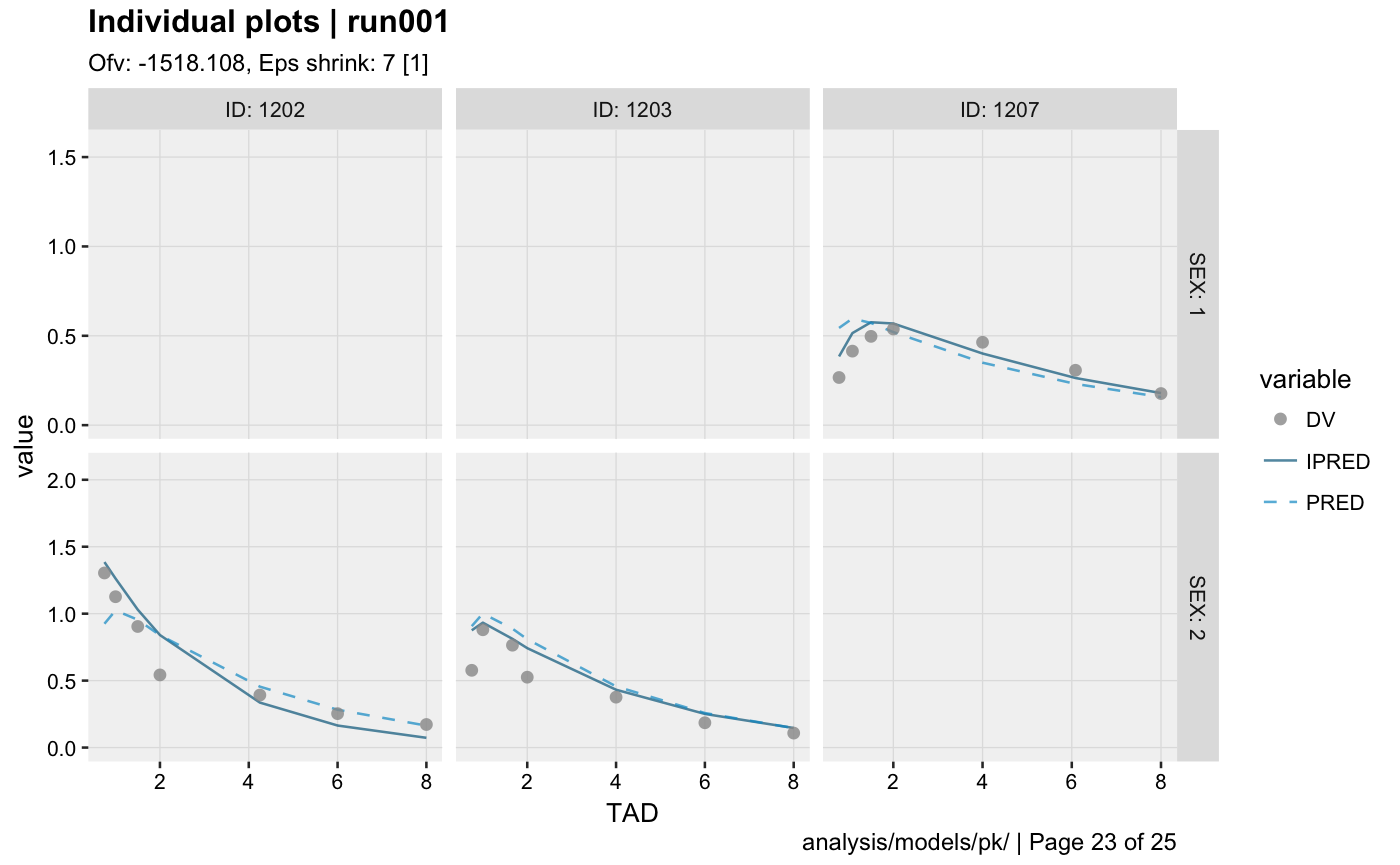 Individual plots | run001
Ofv: -1518.108, Eps shrink: 7 [1]
ID: 1202
ID: 1203
ID: 1207
1.5
1.0
0.5
0.0
SEX: 1
value
2.0
1.5
1.0
0.5
0.0
SEX: 2
2 4 6 8
2 4 6 8
2 4 6 8
TAD
variable
DV
IPRED
PRED
analysis/models/pk/ | Page 23 of 25